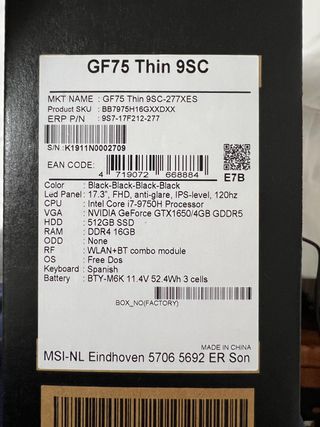 GF75 Thin 9SC
MKT NAME : GF75 Thin 9SC-277XES
Product SKU : BB7975H16GXXDXX
ERP P/N : 9S7-17F212-277
S/N : K1911N0002709
EAN CODE: 4 719072 668884
E7B
Color : Black-Black-Black-Black
Led Panel : 17.3", FHD, anti-glare, IPS-level, 120hz
CPU : Intel Core i7-9750H Processor
VGA : NVIDIA GeForce GTX1650/4GB GDDR5
HDD : 512GB SSD
RAM : DDR4 16GB
ODD : None
RF : WLAN+BT combo module
OS : Free Dos
Keyboard : Spanish
Battery : BTY-M6K 11.4V 52.4Wh 3 cells
BOX_NO(FACTORY)
MADE IN CHINA
MSI-NL Eindhoven 5706 5692 ER Son